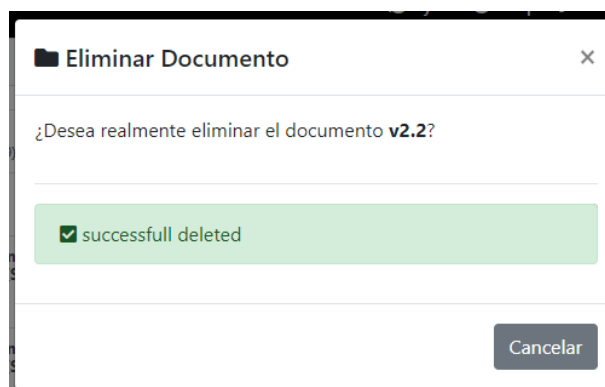 Eliminar Documento
¿Desea realmente eliminar el documento v2.2?
successfull deleted
Cancelar